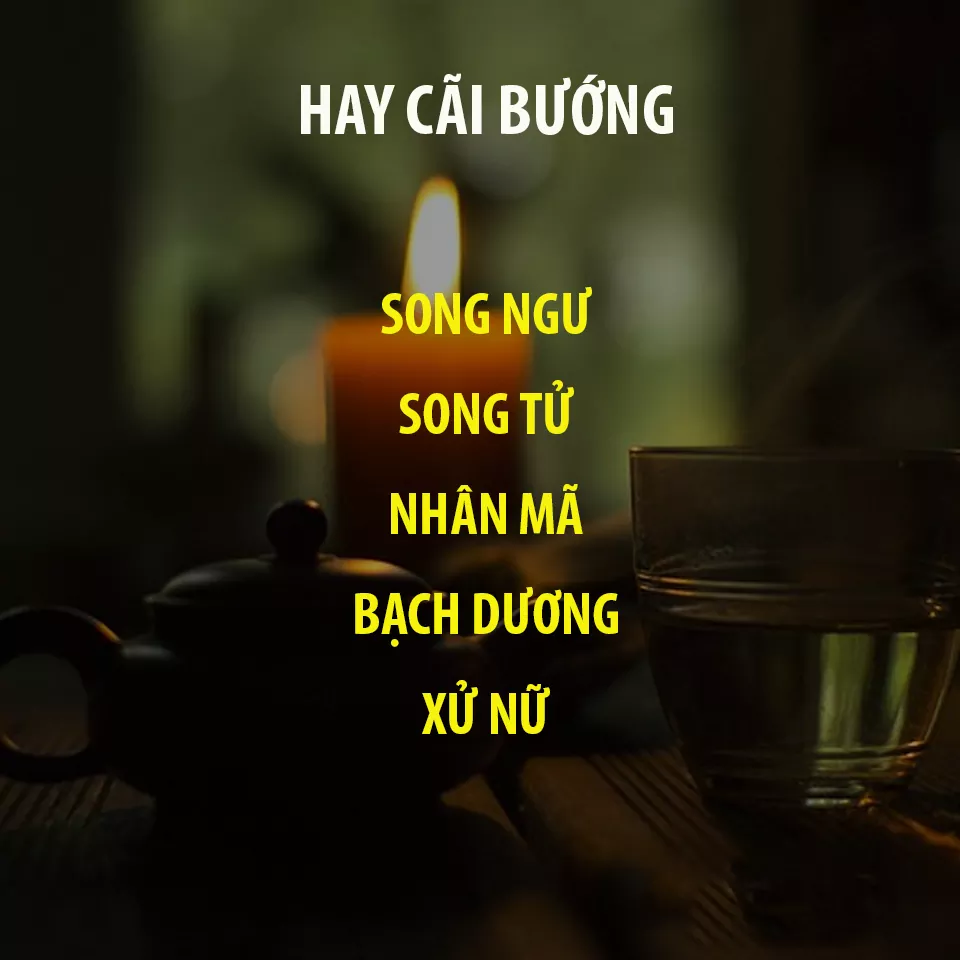 HAY CÃI BƯỚNG
SONG NGƯ
SONG TỬ
NHÂN MÃ
BẠCH DƯƠNG
XỬ NỮ